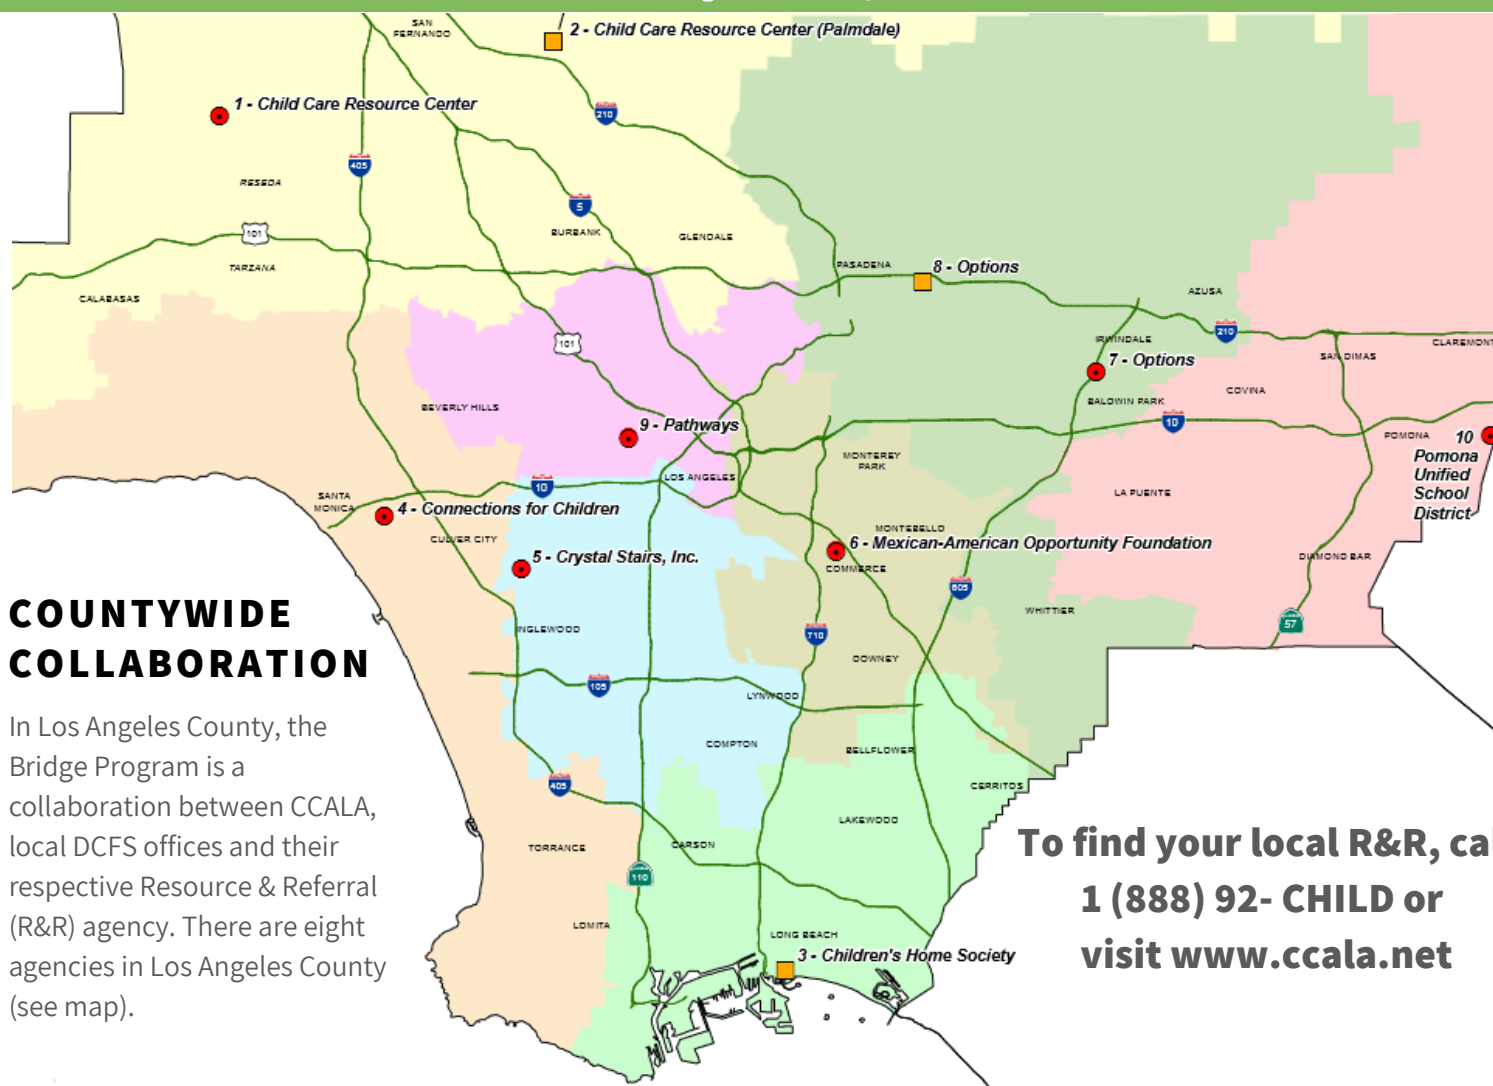 SAN
FERNANDO
2 - Child Care Resource Center (Palmdale)
1 - Child Care Resource Center
210
405
RESEDA
5
101
BURBANK
GLENDALE
TARZANA
PASADENA
8 - Options
CALABASAS
AZUSA
210
101
IRWINDALE
CLAREMONT
SAN DIMAS
7 - Options
COVINA
BALDWIN PARK
BEVERLY HILLS
9 - Pathways
10
POMONA
10
Pomona
Unified
School
District
MONTEREY
PARK
LOS ANGELES
10
LA PUENTE
SANTA
MONICA
4 - Connections for Children
MONTEBELLO
CULVER CITY
6 - Mexican-American Opportunity Foundation
5 - Crystal Stairs, Inc.
DIAMOND BAR
COMMERCE
605
WHITTIER
57
COUNTYWIDE
COLLABORATION
INGLEWOOD
710
DOWNEY
105
LYNWOOD
In Los Angeles County, the
Bridge Program is a
collaboration between CCALA,
local DCFS offices and their
respective Resource & Referral
(R&R) agency. There are eight
agencies in Los Angeles County
(see map).
COMPTON
BELLFLOWER
405
CERRITOS
LAKEWOOD
TORRANCE
CARSON
110
LOMITA
LONG BEACH
3 - Children's Home Society
To find your local R&R, cal
1 (888) 92- CHILD or
visit www.ccala.net